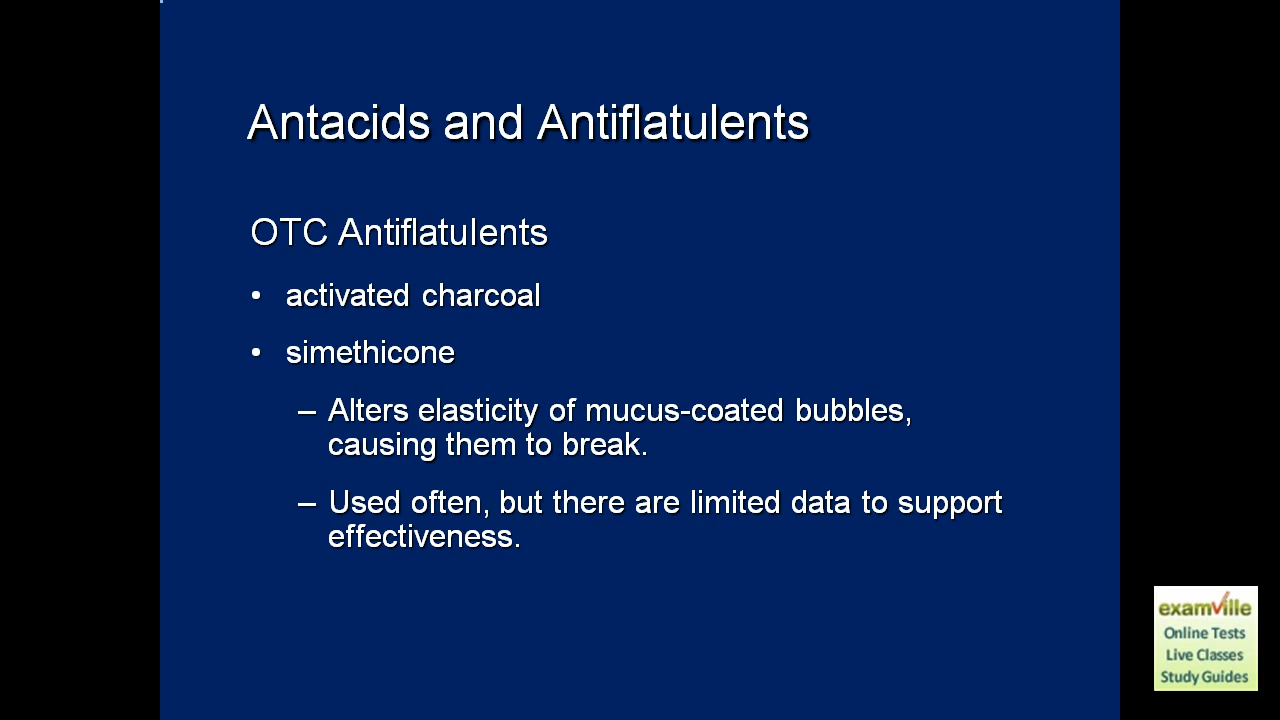 Antacids and Antiflatulents
OTC Antiflatulents
• activated charcoal
• simethicone
– Alters elasticity of mucus-coated bubbles,
causing them to break.
– Used often, but there are limited data to support
effectiveness.
examville
Online Tests
Live Classes
Study Guides